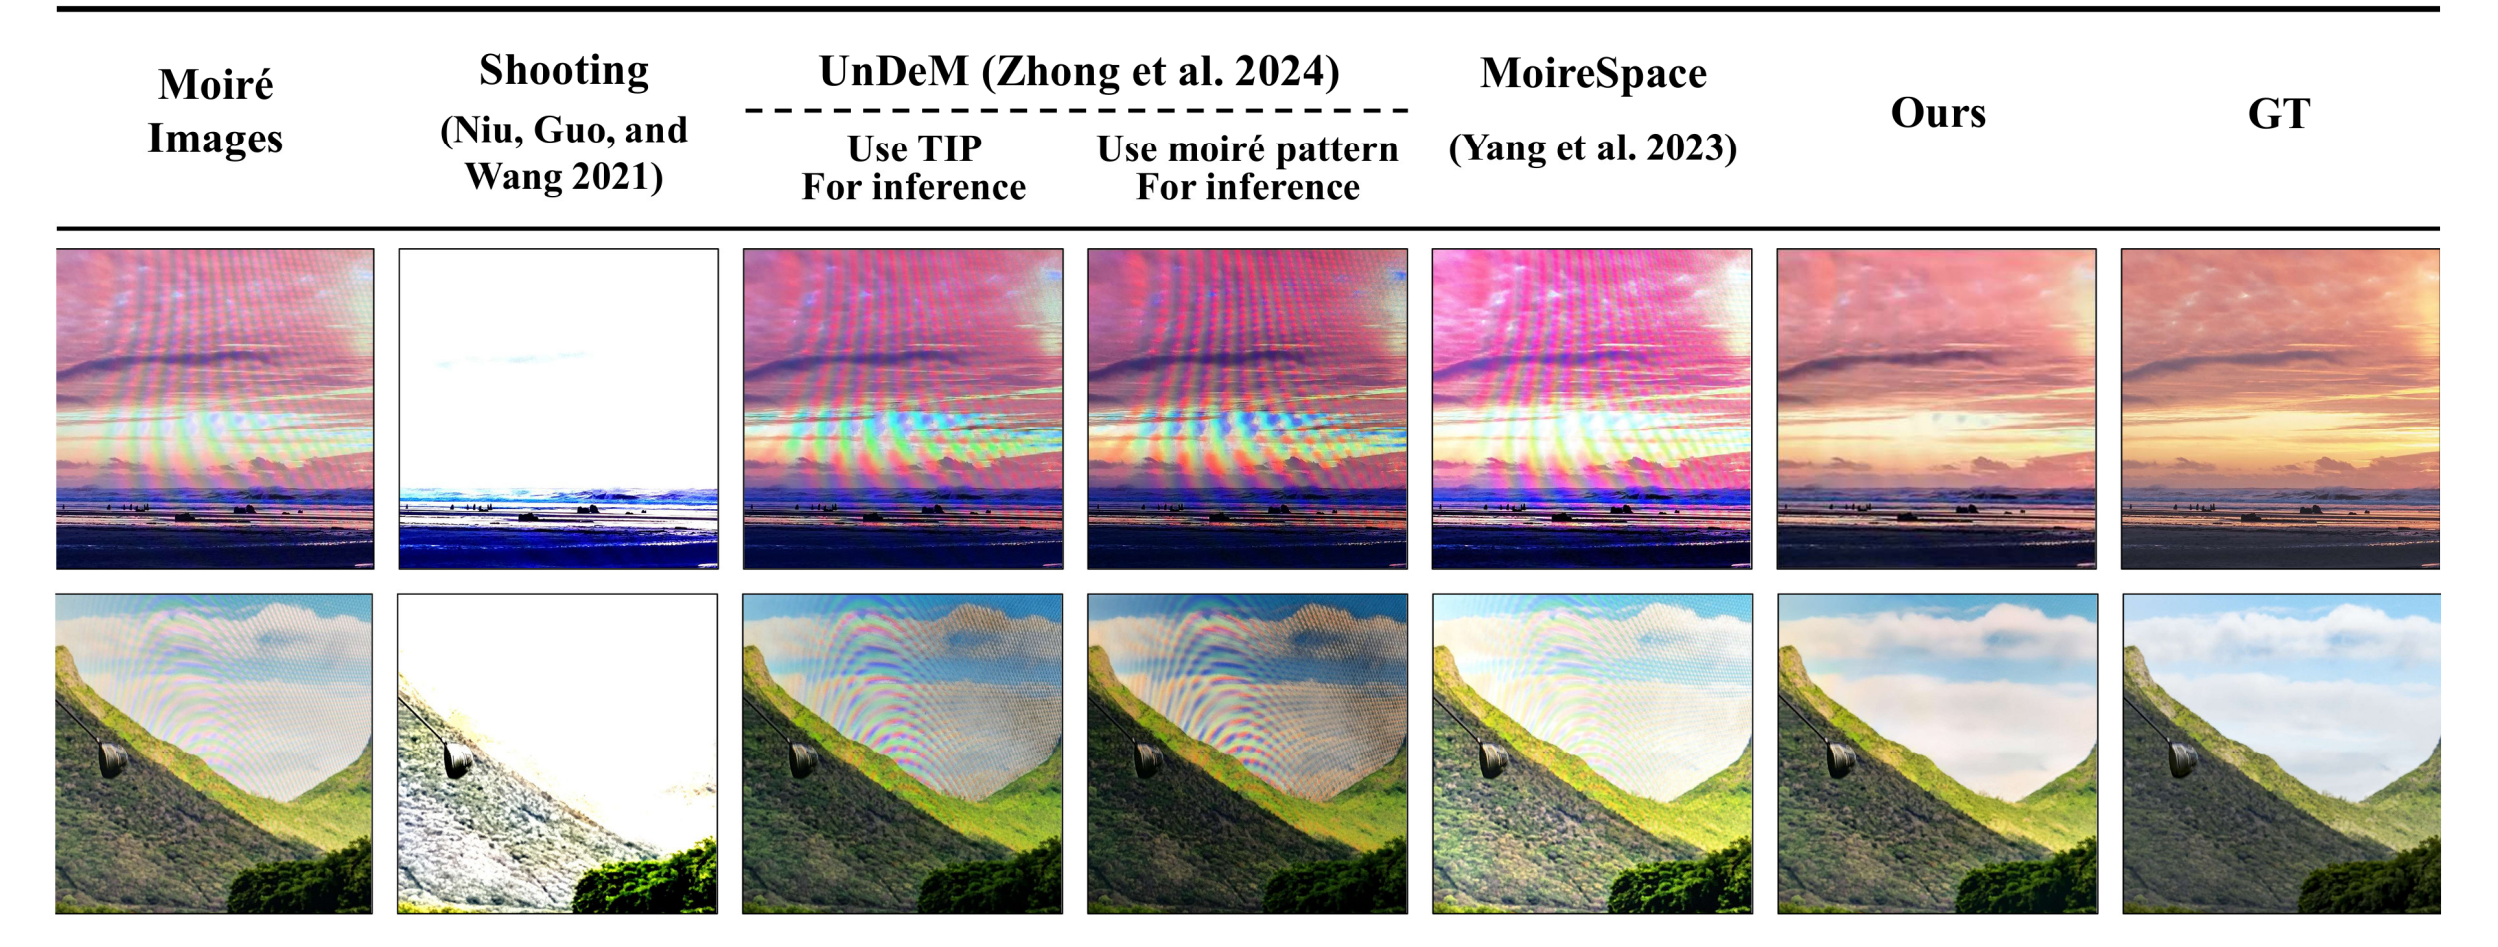 Moiré
Images
Shooting
(Niu, Guo, and
Wang 2021)
UnDeM (Zhong et al. 2024)
Use TIP
For inference
Use moiré pattern
For inference
MoireSpace
(Yang et al. 2023)
Ours
GT